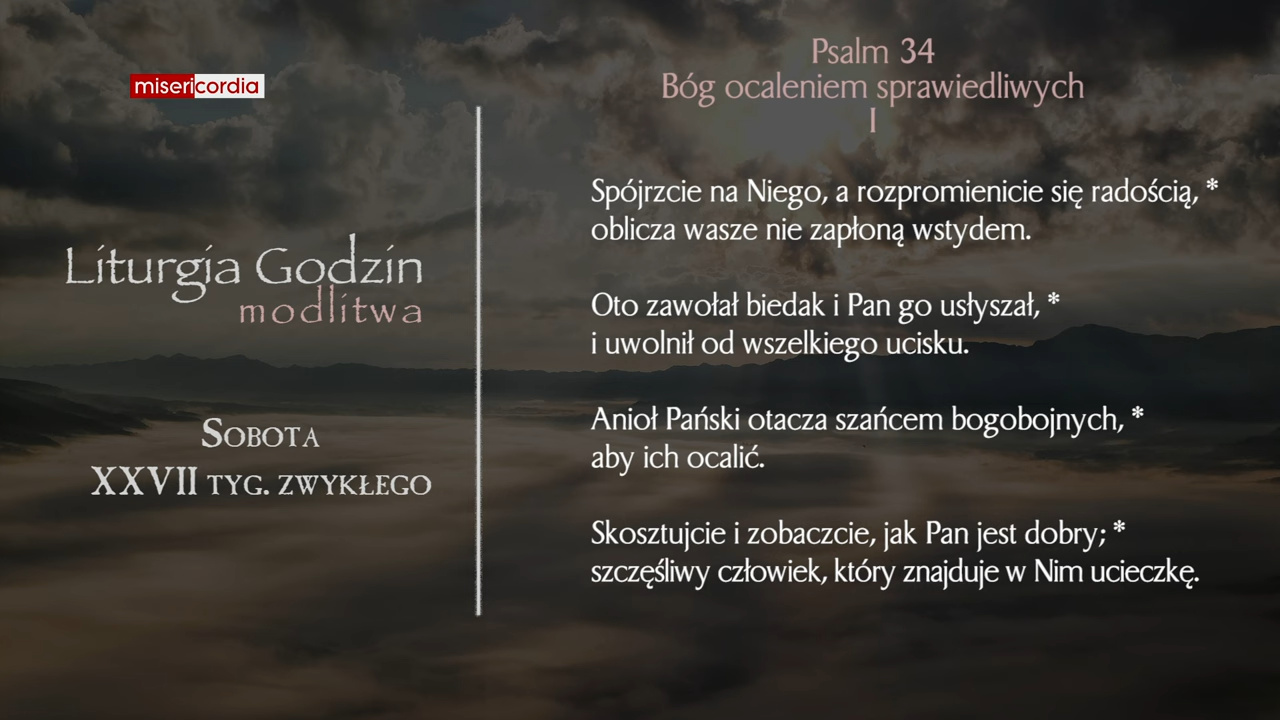 misericordia
Liturgia Godzin
modlitwa
Sobota
XXVII tyg. zwykłego
Psalm 34
Bóg ocaleniem sprawiedliwych
I
Spójrzcie na Niego, a rozpromienicie się radością, *
oblicza wasze nie zapłoną wstydem.
Oto zawołał biedak i Pan go usłyszał, *
i uwolnił od wszelkiego ucisku.
Anioł Pański otacza szańcem bogobojnych, *
aby ich ocalić.
Skosztujcie i zobaczcie, jak Pan jest dobry; *
szczęśliwy człowiek, który znajduje w Nim ucieczkę.